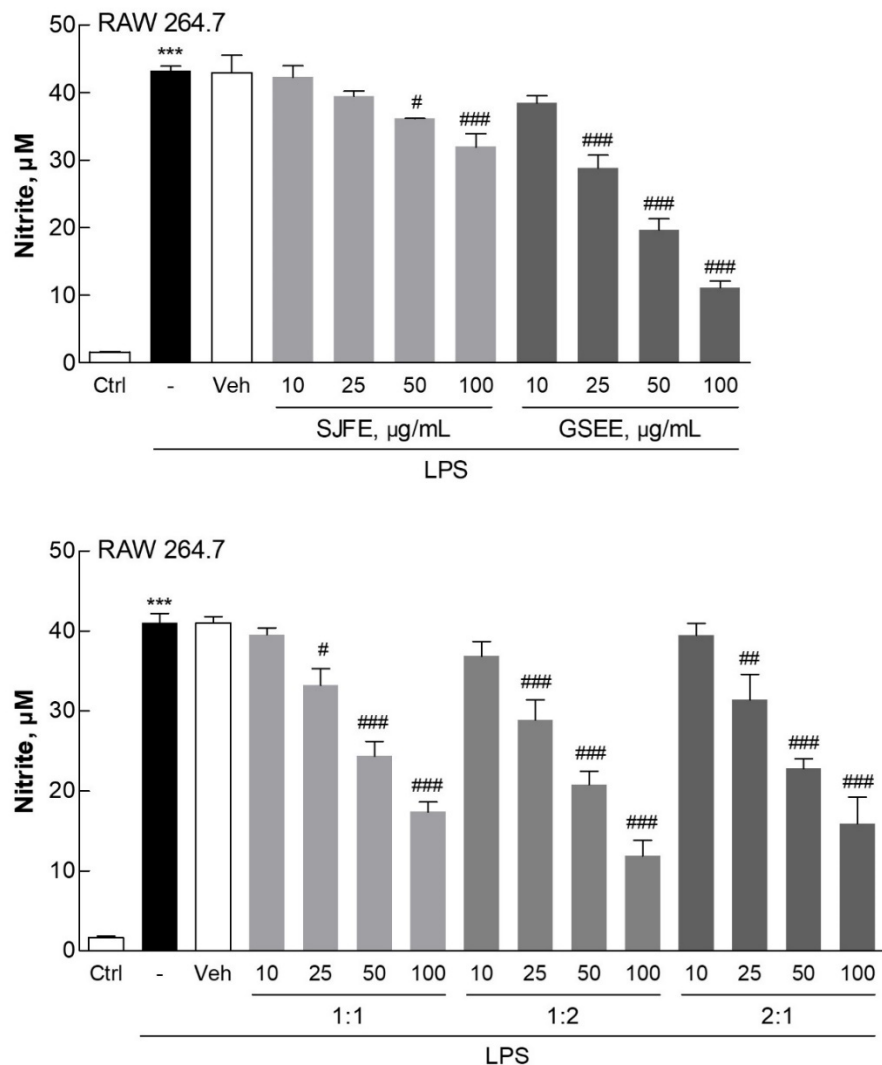 RAW 264.7
50
40
30
20
10
0
Nitrite, µM
***
#
###
###
###
###
Ctrl - Veh 10 25 50 100 10 25 50 100
SJFE, µg/mL GSEE, µg/mL
LPS
RAW 264.7
50
40
30
20
10
0
Nitrite, µM
***
#
###
###
###
###
###
##
###
###
Ctrl - Veh 10 25 50 100 10 25 50 100 10 25 50 100
1:1 1:2 2:1
LPS